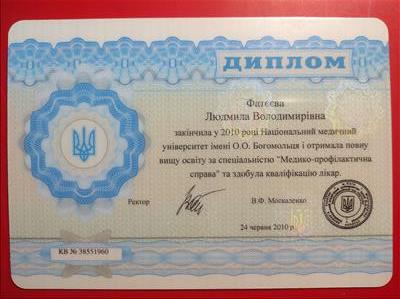 ДИПЛОМ
Фатєєва
Людмила Володимирівна
закінчила у 2010 році Національний медичний
університет імені О.О. Богомольця і отримала повну
вищу освіту за спеціальністю "Медико-профілактична
справа" та здобула кваліфікацію лікар.
Ректор
В.Ф. Москаленко
24 червня 2010 р.
КВ № 38551960